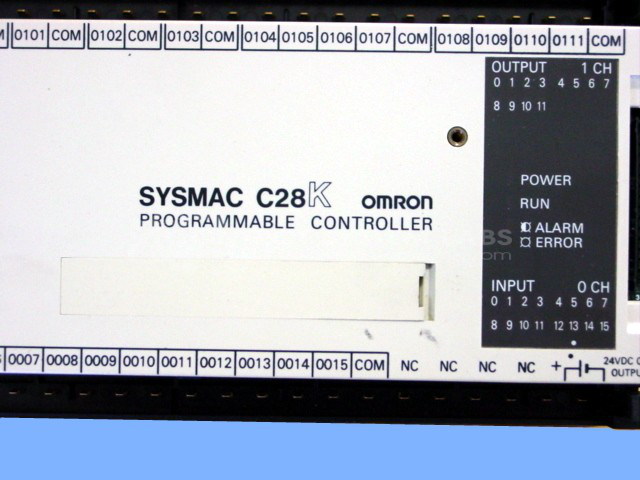 0101 COM 0102 COM 0103 COM 0104 0105 0106 0107 COM 0108 0109 0110 0111 COM
OUTPUT 1 CH
0 1 2 3 4 5 6 7
8 9 10 11
SYSMAC C28K omron
PROGRAMMABLE CONTROLLER
POWER
RUN
ALARM
ERROR
INPUT 0 CH
0 1 2 3 4 5 6 7
8 9 10 11 12 13 14 15
0007 0008 0009 0010 0011 0012 0013 0014 0015 COM NC NC NC NC + 24VDC